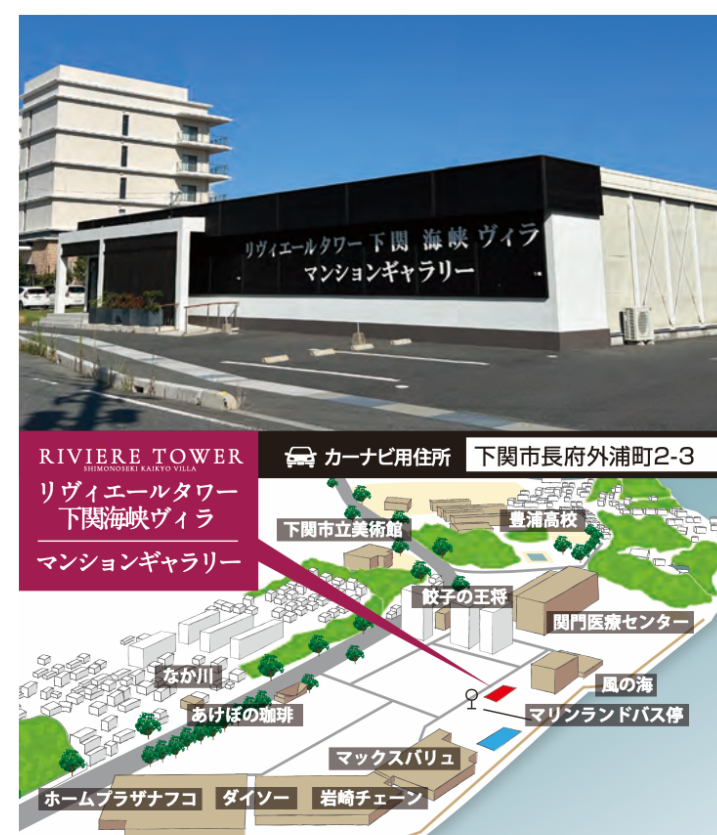 リヴィエールタワー 下関 海峡 ヴィラ
マンションギャラリー
RIVIERE TOWER
SHIMONOSEKI KAIKYO VILLA
リヴィエールタワー
下関海峡ヴィラ
マンションギャラリー
カーナビ用住所 下関市長府外浦町2-3
下関市立美術館
豊浦高校
餃子の王将
関門医療センター
なか川
風の海
あけぼの珈琲
マリンランドバス停
マックスバリュ
ホームプラザナフコ
ダイソー
岩崎チェーン